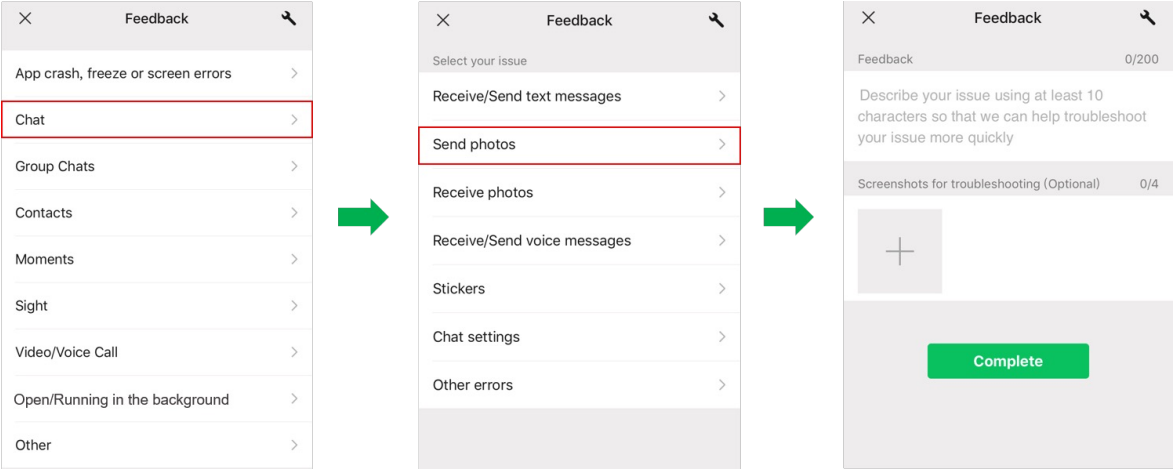 Feedback
App crash, freeze or screen errors
Chat
Group Chats
Contacts
Moments
Sight
Video/Voice Call
Open/Running in the background
Other
Feedback
Select your issue
Receive/Send text messages
Send photos
Receive photos
Receive/Send voice messages
Stickers
Chat settings
Other errors
Feedback
Feedback 0/200
Describe your issue using at least 10
characters so that we can help troubleshoot
your issue more quickly
Screenshots for troubleshooting (Optional) 0/4
Complete